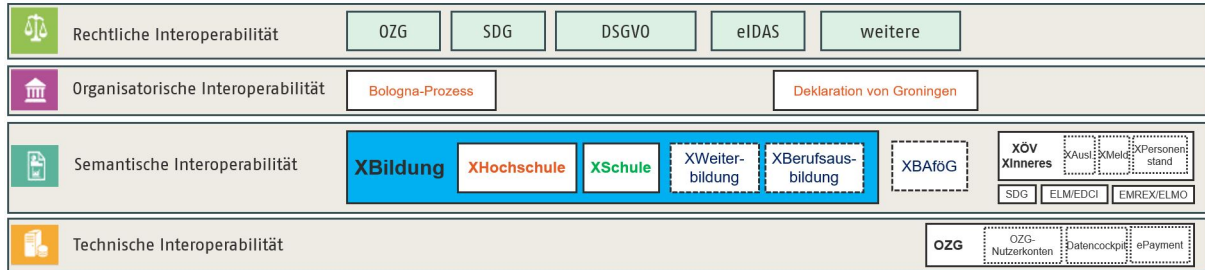 Rechtliche Interoperabilität
OZG
SDG
DSGVO
eIDAS
weitere
Organisatorische Interoperabilität
Bologna-Prozess
Deklaration von Groningen
Semantische Interoperabilität
XBildung
XHochschule
XSchule
XWeiter-
bildung
XBerufsaus-
bildung
XBAföG
XÖV
XInneres
XAusl.
XMeld
XPersonen
stand
SDG
ELM/EDCI
EMREX/ELMO
Technische Interoperabilität
OZG
OZG-
Nutzerkonten
Datencockpit
ePayment